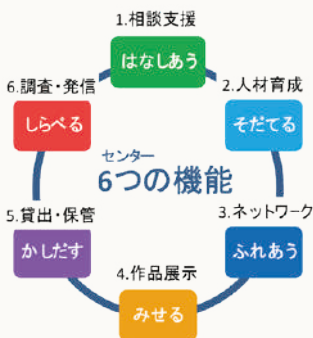 1.相談支援
はなしあう
2.人材育成
そだてる
3.ネットワーク
ふれあう
4.作品展示
みせる
5.貸出・保管
かしだす
6.調査・発信
しらべる
センター
6つの機能